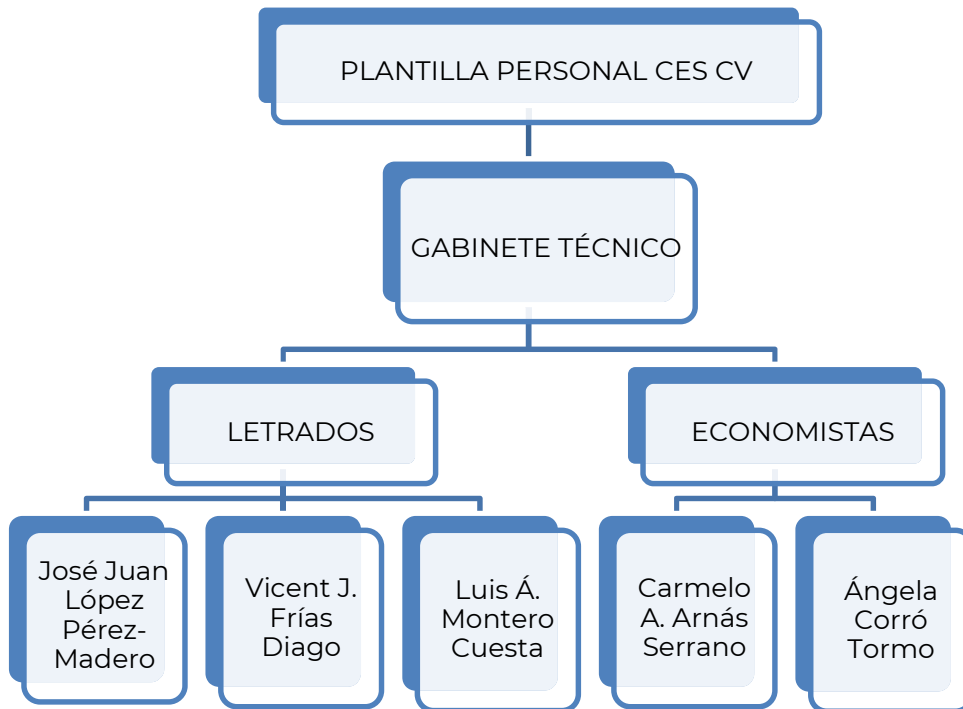 PLANTILLA PERSONAL CES CV
GABINETE TÉCNICO
LETRADOS
ECONOMISTAS
José Juan
López
Pérez-
Madero
Vicent J.
Frías
Diago
Luis Á.
Montero
Cuesta
Carmelo
A. Arnás
Serrano
Ángela
Corró
Tormo